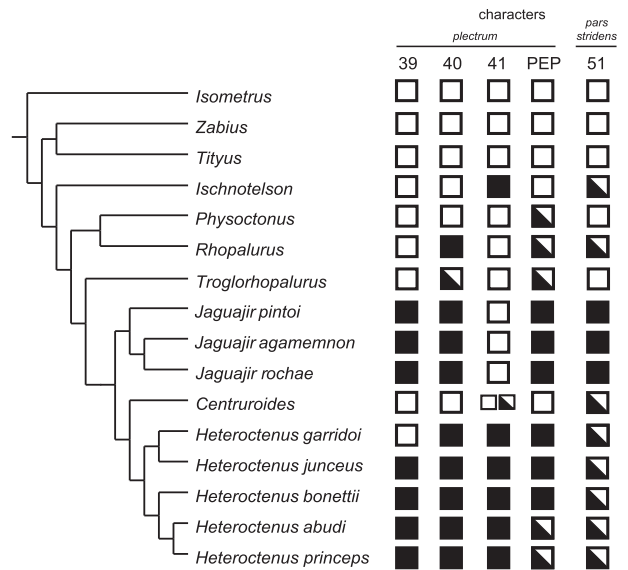 characters
plectrum
pars
stridens
39 40 41 PEP 51
Isometrus
Zabius
Tityus
Ischnotelson
Physoctonus
Rhopalurus
Troglorhopalurus
Jaguajir pintoi
Jaguajir agamemnon
Jaguajir rochae
Centruroides
Heteroctenus garridoi
Heteroctenus junceus
Heteroctenus bonettii
Heteroctenus abudi
Heteroctenus princeps